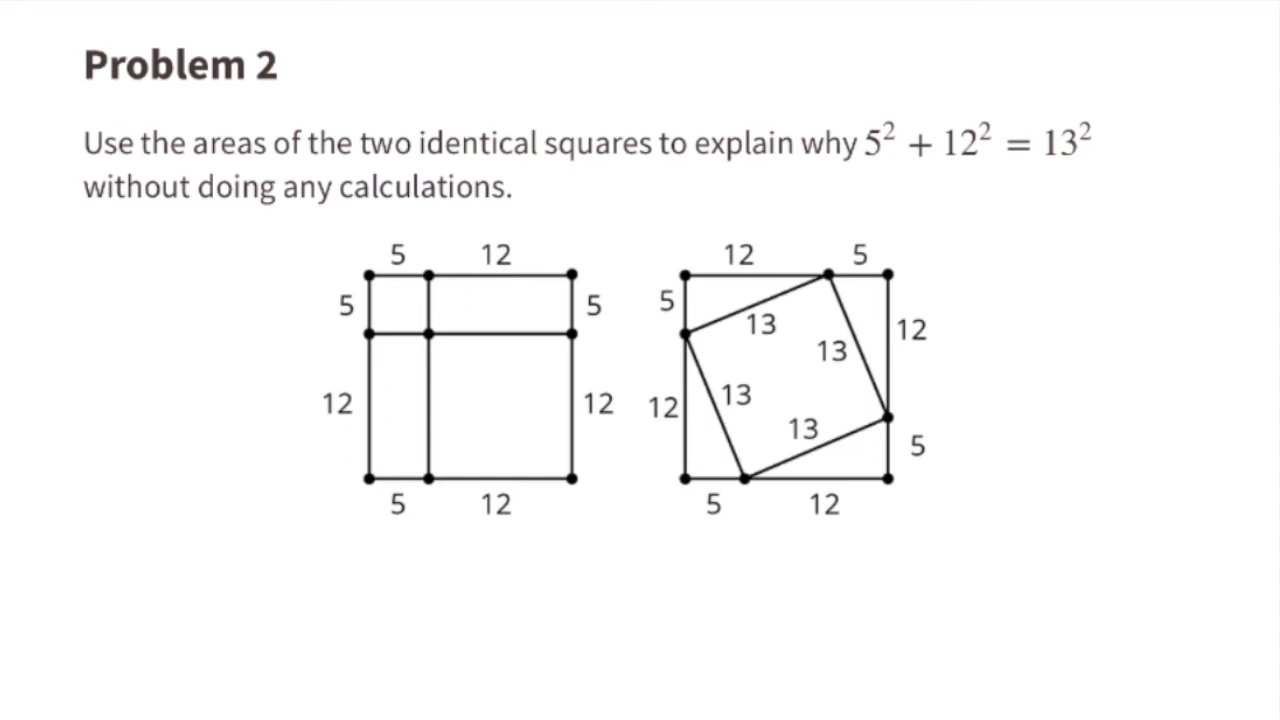 Problem 2
Use the areas of the two identical squares to explain why 5² + 12² = 13²
without doing any calculations.
5 12 12 5
5 5 5 12
13 13
12 12 12 13
13 5
5 12 5 12